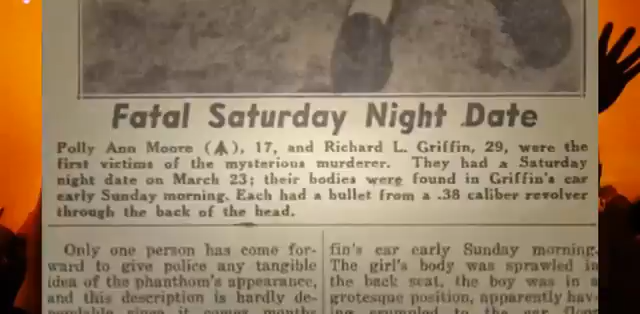 Fatal Saturday Night Date
Polly Ann Moore (▲), 17, and Richard L. Griffin, 29, were the
first victims of the mysterious murderer. They had a Saturday
night date on March 23; their bodies were found in Griffin's car
early Sunday morning. Each had a bullet from a .38 caliber revolver
through the back of the head.
Only one person has come for-
ward to give police any tangible
idea of the phanthom's appearance,
and this description is hardly de-
since it comes months
fin's car early Sunday morning.
The girl's body was sprawled in
the back seat, the boy was in a
grotesque position, apparently hav-